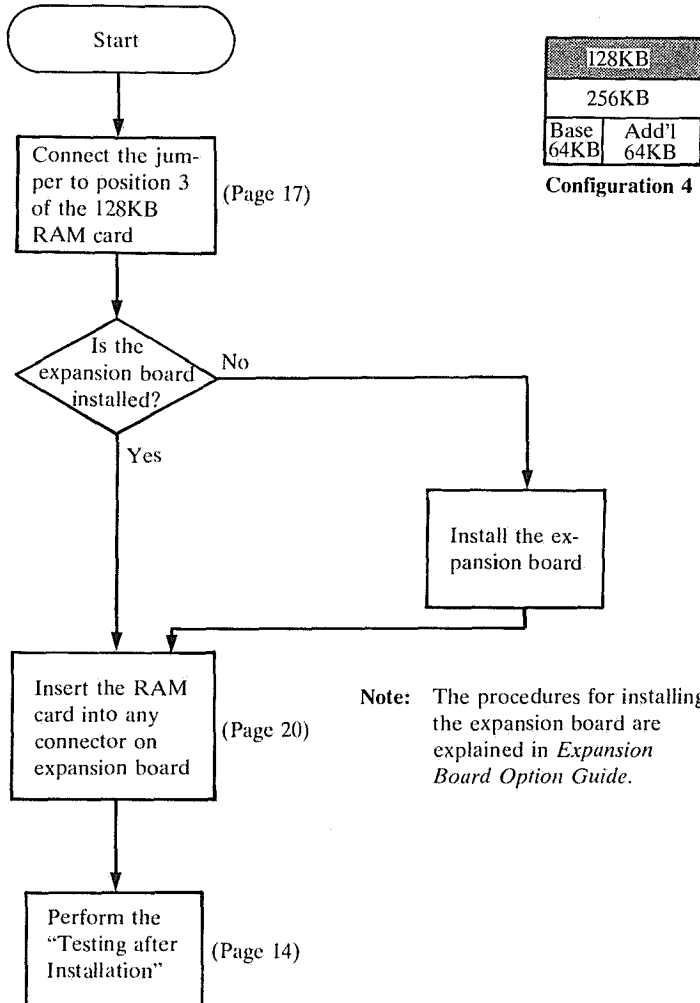 Start
128KB
256KB
Base
64KB
Add'l
64KB
Configuration 4
Connect the jum-
per to position 3
of the 128KB
RAM card
(Page 17)
Is the
expansion board
installed?
No
Yes
Install the ex-
pansion board
Insert the RAM
card into any
connector on
expansion board
(Page 20)
Note: The procedures for installing
the expansion board are
explained in Expansion
Board Option Guide.
Perform the
“Testing after
Installation”
(Page 14)